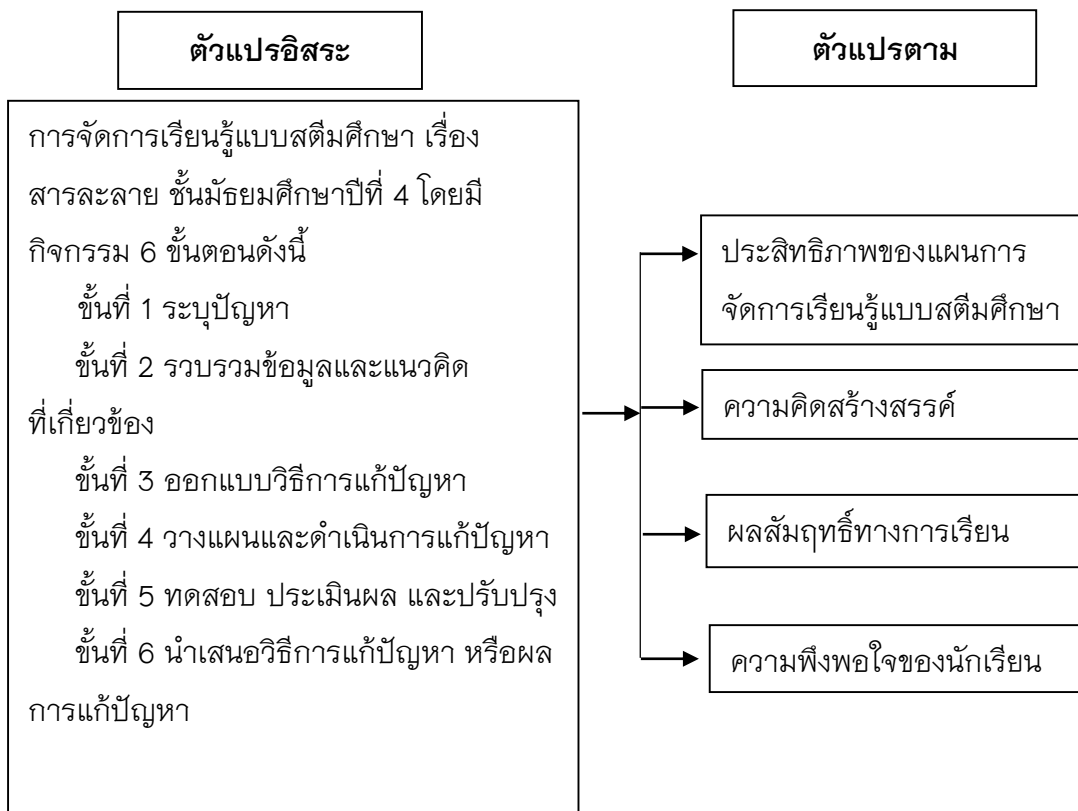 ตัวแปรอิสระ
การจัดการเรียนรู้แบบสตีมศึกษา เรื่อง
สารละลาย ชั้นมัธยมศึกษาปีที่ 4 โดยมี
กิจกรรม 6 ขั้นตอนดังนี้
ขั้นที่ 1 ระบุปัญหา
ขั้นที่ 2 รวบรวมข้อมูลและแนวคิด
ที่เกี่ยวข้อง
ขั้นที่ 3 ออกแบบวิธีการแก้ปัญหา
ขั้นที่ 4 วางแผนและดำเนินการแก้ปัญหา
ขั้นที่ 5 ทดสอบ ประเมินผล และปรับปรุง
ขั้นที่ 6 นำเสนอวิธีการแก้ปัญหา หรือผล
การแก้ปัญหา
ตัวแปรตาม
ประสิทธิภาพของแผนการ
จัดการเรียนรู้แบบสตีมศึกษา
ความคิดสร้างสรรค์
ผลสัมฤทธิ์ทางการเรียน
ความพึงพอใจของนักเรียน